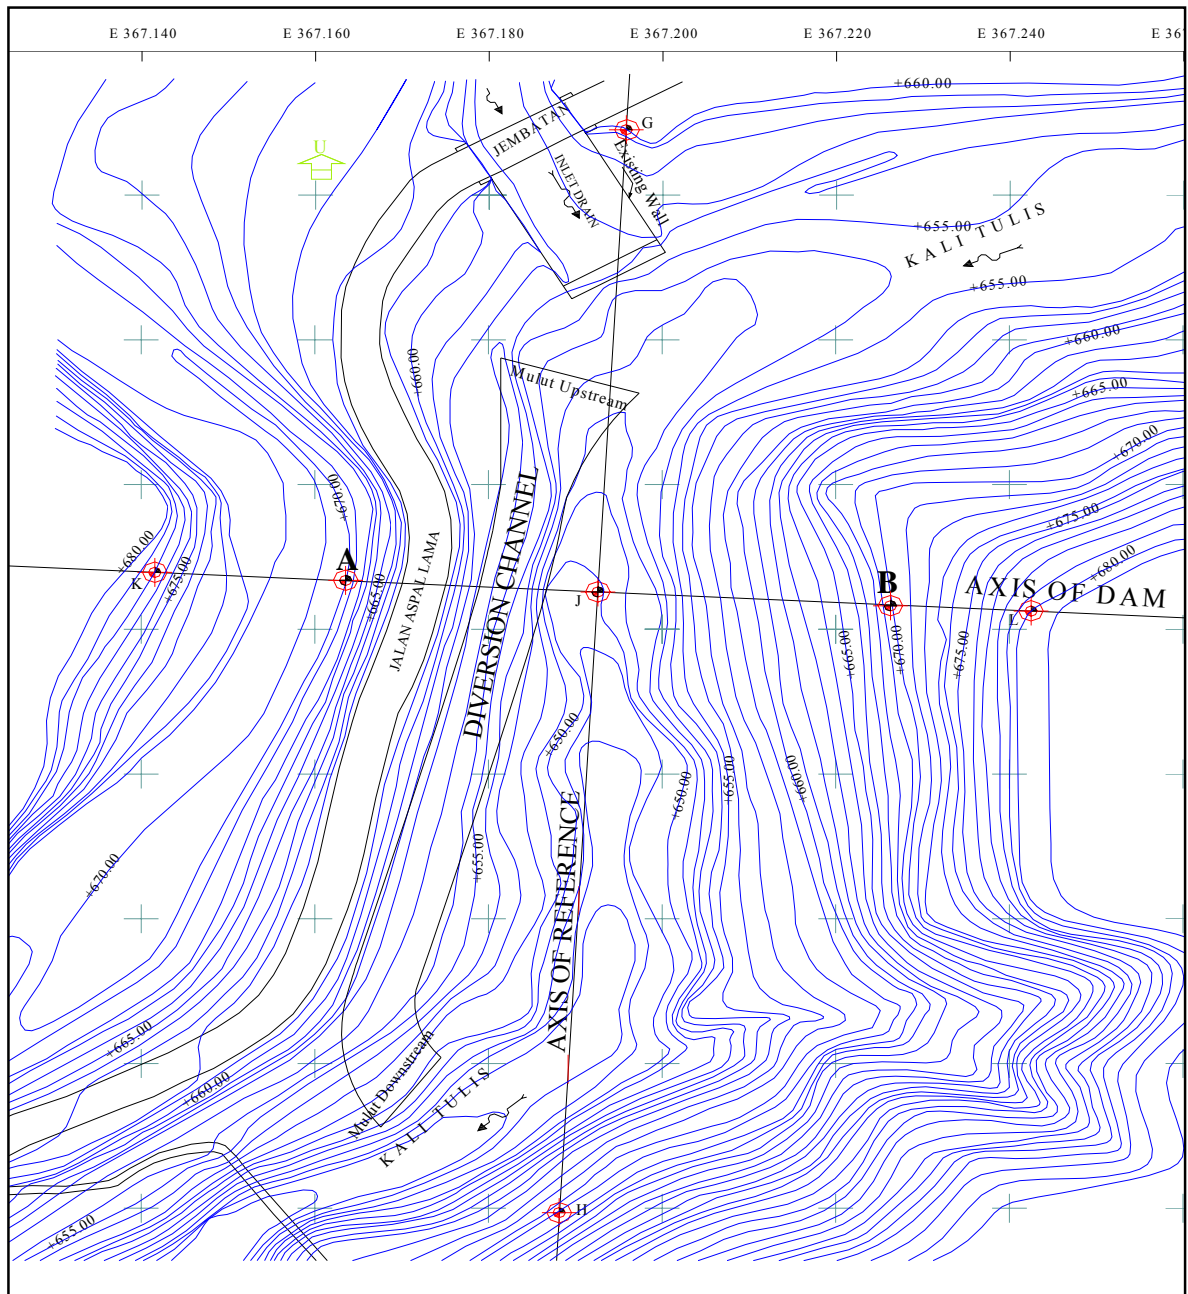 E 367.140
E 367.160
E 367.180
E 367.200
E 367.220
E 367.240
E 36
+660.00
G
JEMBATAN
U
INLET DRAIN
Existing Wall
KALI TULIS
+655.00
+655.00
+660.00
+660.00
Mulut Upstream
+665.00
+670.00
+670.00
DIVERSION CHANNEL
+675.00
JALAN ASPAL LAMA
+680.00
A
+680.00
K
+675.00
+665.00
J
B
AXIS OF DAM
L
+665.00
+670.00
+675.00
+650.00
+650.00
+655.00
+660.00
AXIS OF REFERENCE
+655.00
+670.00
+665.00
Mulut Downstream
KALI TULIS
+660.00
H
+655.00